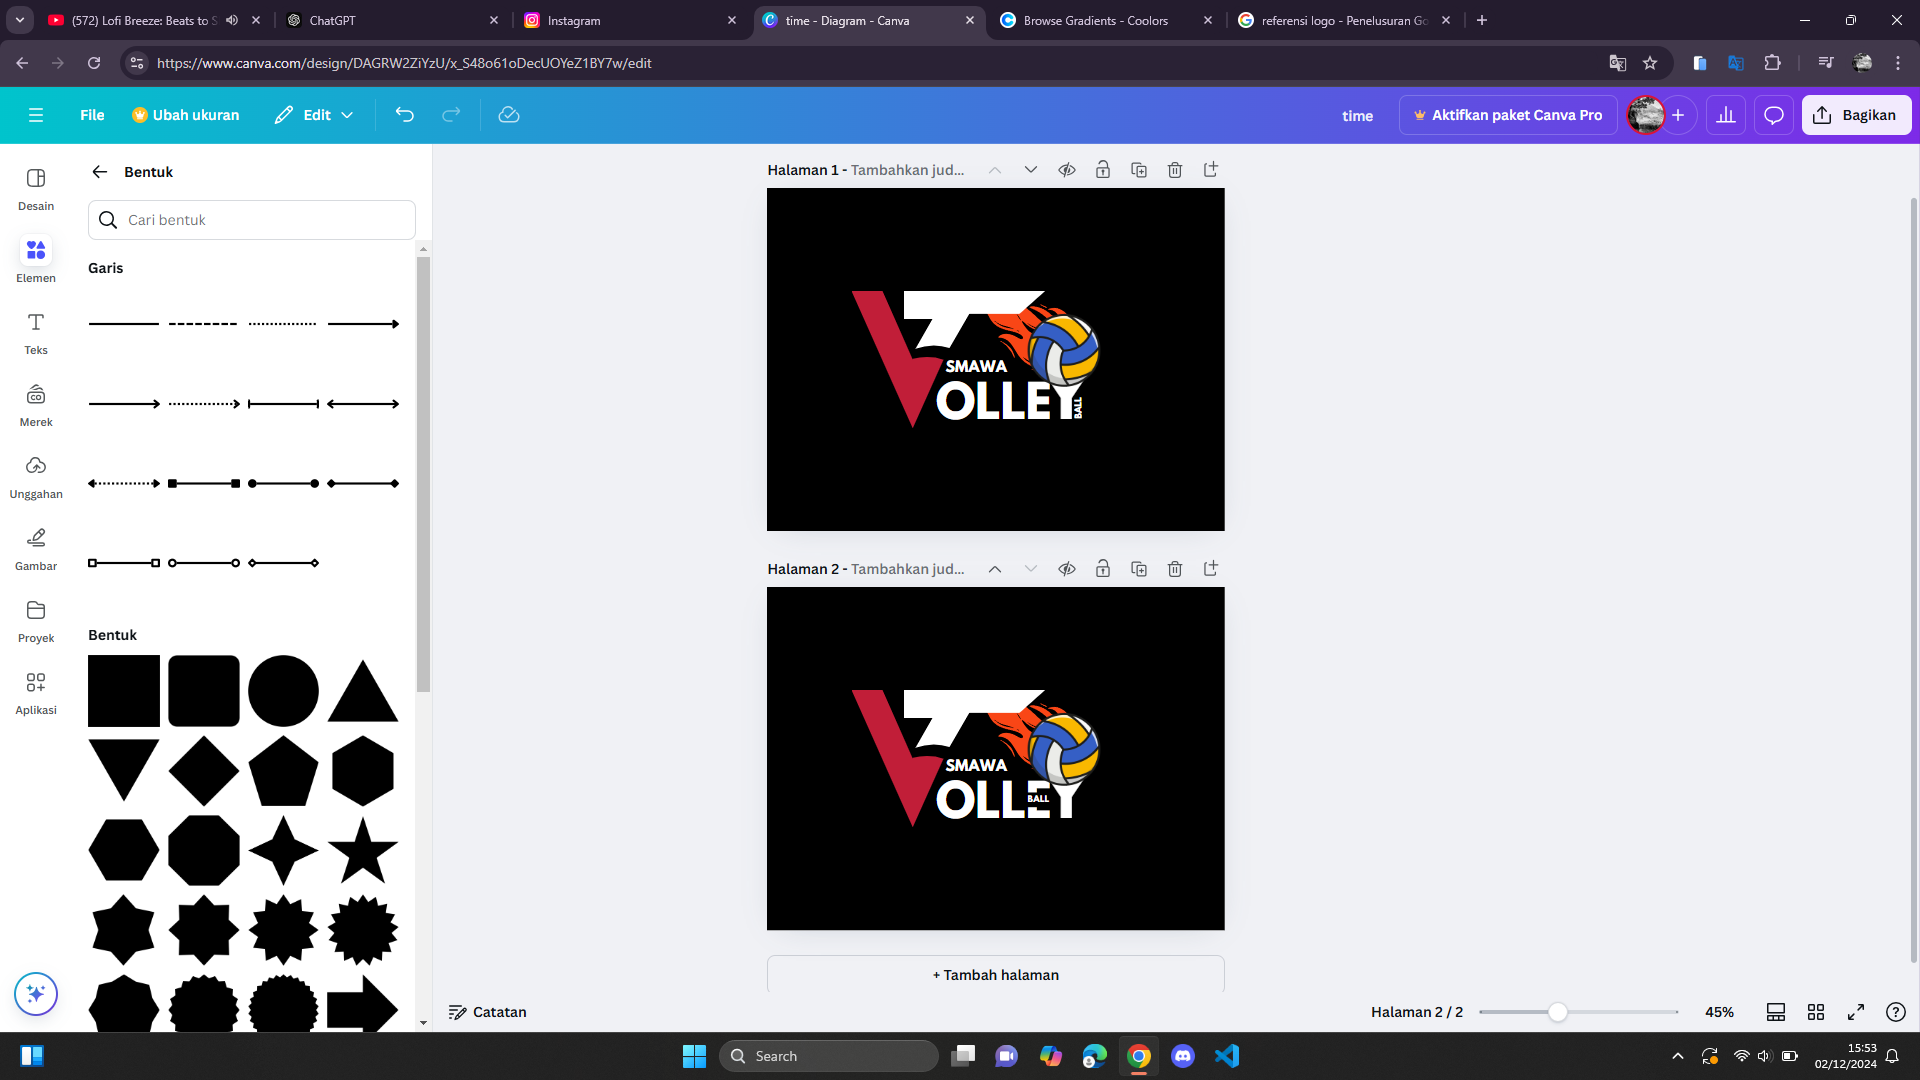 (572) Lofi Breeze: Beats to S
ChatGPT
Instagram
time - Diagram - Canva
Browse Gradients - Coolors
referensi logo - Penelusuran Go
https://www.canva.com/design/DAGRW2ZiYzU/x_S48o61oDecUOYeZ1BY7w/edit
File
Ubah ukuran
Edit
time
Aktifkan paket Canva Pro
Bagikan
Desain
Elemen
Teks
Merek
Unggahan
Gambar
Proyek
Aplikasi
Bentuk
Cari bentuk
Garis
Bentuk
Halaman 1 - Tambahkan jud...
SMAWA
OLLEY
BALL
Halaman 2 - Tambahkan jud...
SMAWA
OLLEY
BALL
+ Tambah halaman
Catatan
Halaman 2 / 2
45%
Search
15:53
02/12/2024